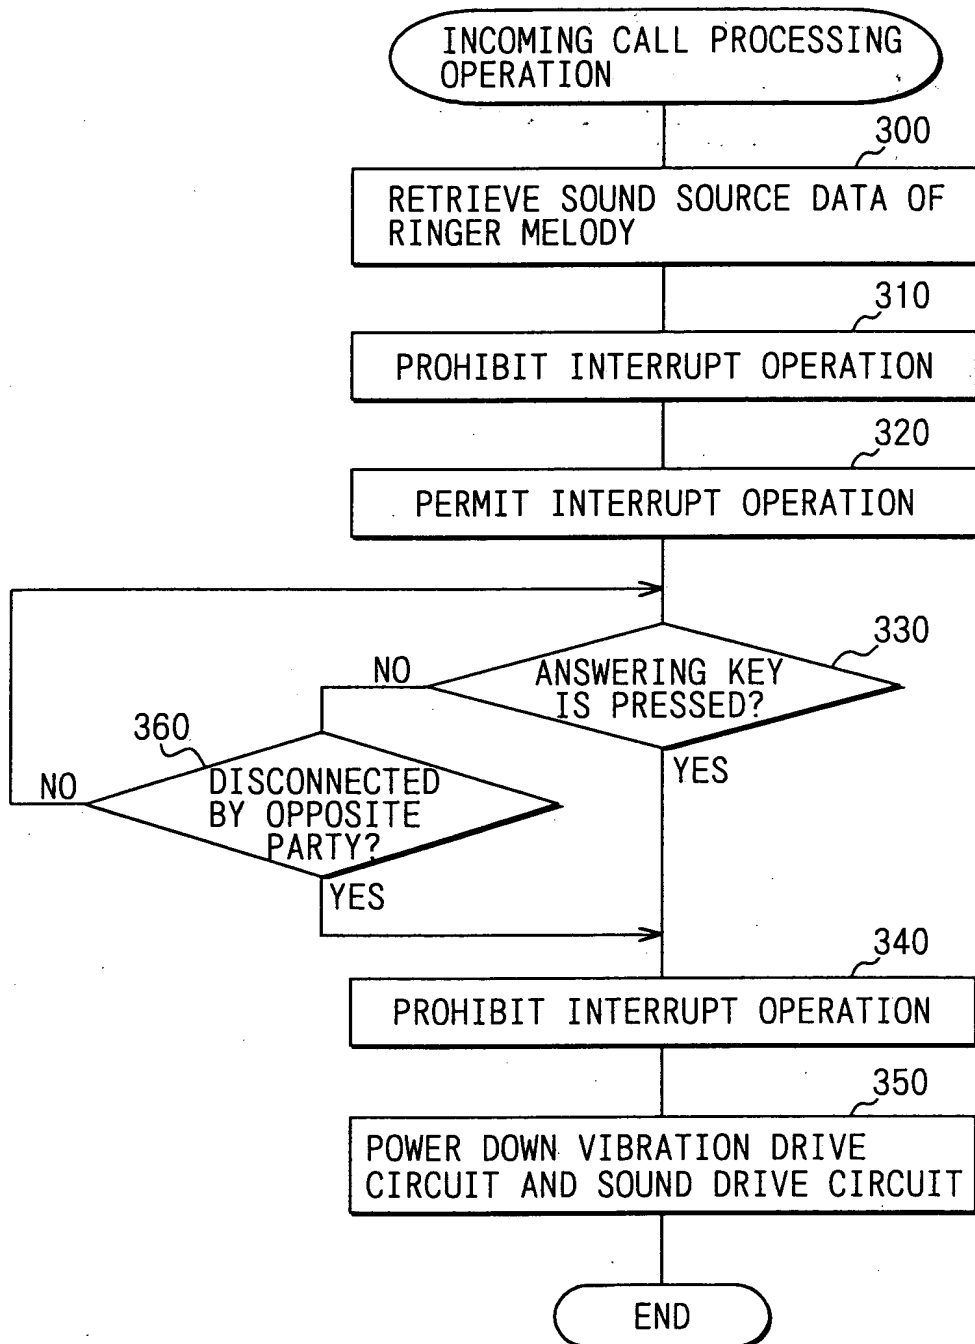 INCOMING CALL PROCESSING
OPERATION
300
RETRIEVE SOUND SOURCE DATA OF
RINGER MELODY
310
PROHIBIT INTERRUPT OPERATION
320
PERMIT INTERRUPT OPERATION
330
ANSWERING KEY
IS PRESSED?
NO
YES
360
DISCONNECTED
BY OPPOSITE
PARTY?
NO
YES
340
PROHIBIT INTERRUPT OPERATION
350
POWER DOWN VIBRATION DRIVE
CIRCUIT AND SOUND DRIVE CIRCUIT
END